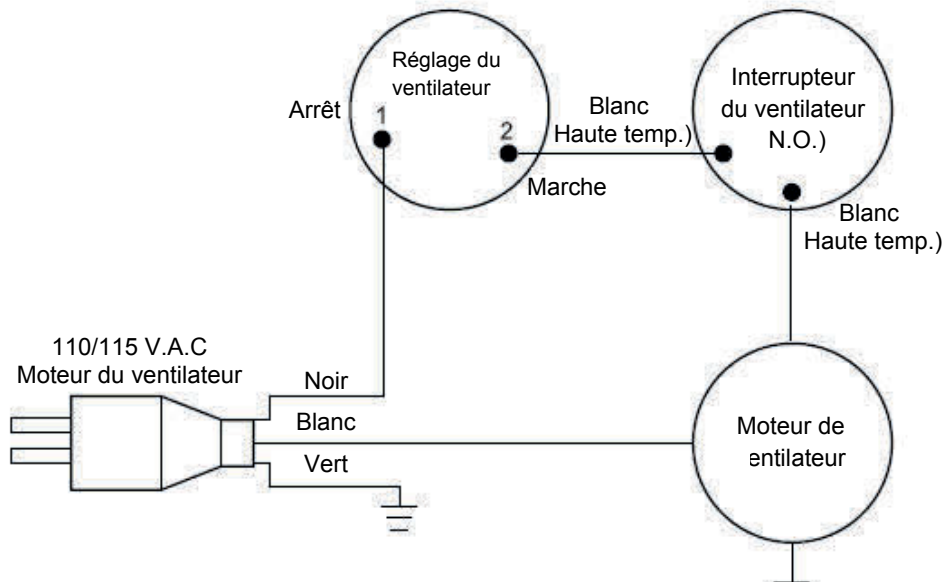 Réglage du
ventilateur
Arrêt
1
2
Marche
Blanc
Haute temp.)
Interrupteur
du ventilateur
N.O.)
Blanc
Haute temp.)
110/115 V.A.C
Moteur du ventilateur
Noir
Blanc
Vert
Moteur de
entilateur